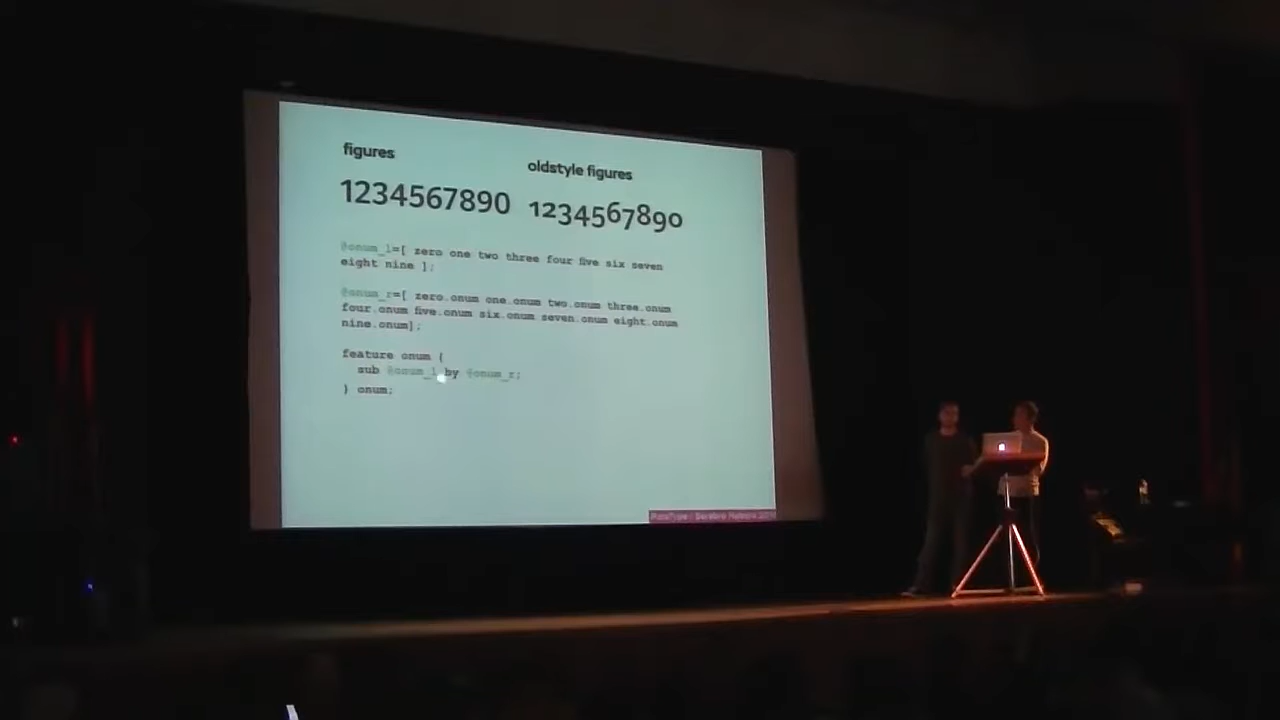 figures
oldstyle figures
1234567890
1234567890
@onum_l=[ zero one two three four five six seven
eight nine ];
@onum_r=[ zero.onum one.onum two.onum three.onum
four.onum five.onum six.onum seven.onum eight.onum
nine.onum];
feature onum {
sub @onum_l by @onum_r;
} onum;